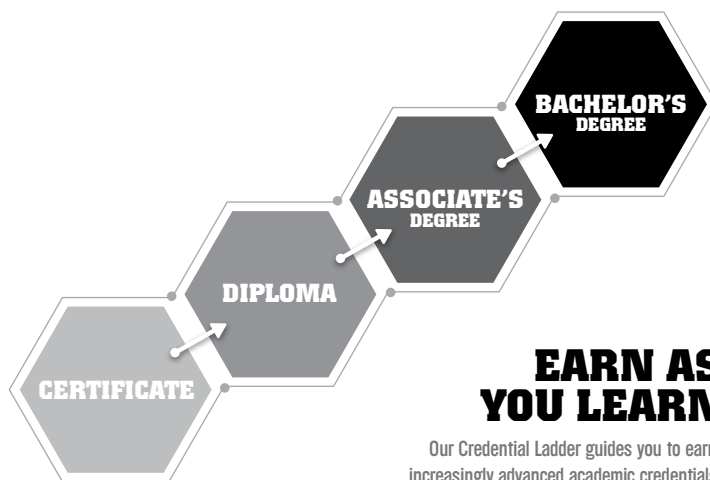 BACHELOR'S
DEGREE
ASSOCIATE'S
DEGREE
DIPLOMA
CERTIFICATE
EARN AS
YOU LEARN
Our Credential Ladder guides you to earn
increasingly advanced academic credential